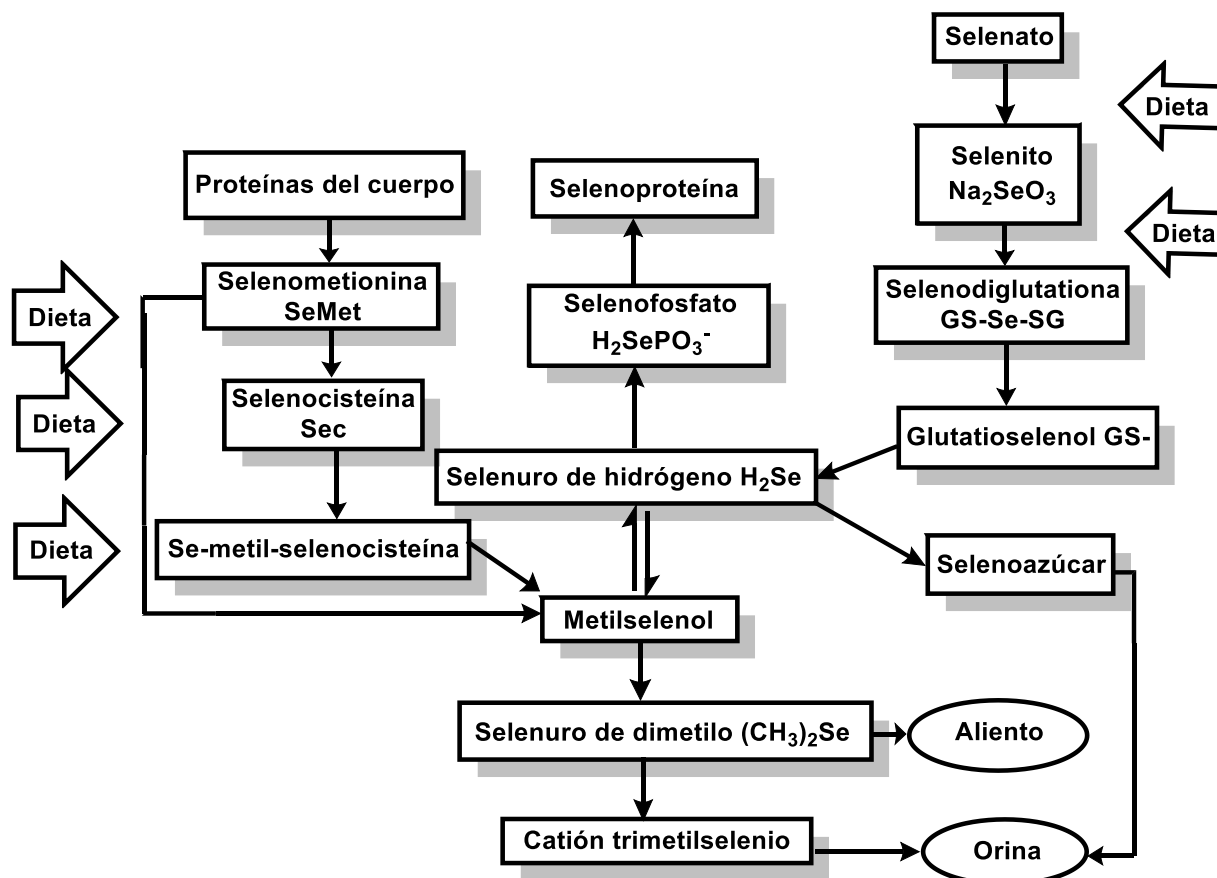 Selenato
Dieta
Selenito
Na₂SeO₃
Proteínas del cuerpo
Selenoproteína
Dieta
Selenometionina
SeMet
Selenofosfato
H₂SePO₃⁻
Selenodiglutationa
GS-Se-SG
Dieta
Selenocisteína
Sec
Dieta
Glutatioselenol GS-
Selenuro de hidrógeno H₂Se
Dieta
Se-metil-selenocisteína
Selenoazúcar
Metilselenol
Selenuro de dimetilo (CH₃)₂Se
Aliento
Catión trimetilselenio
Orina